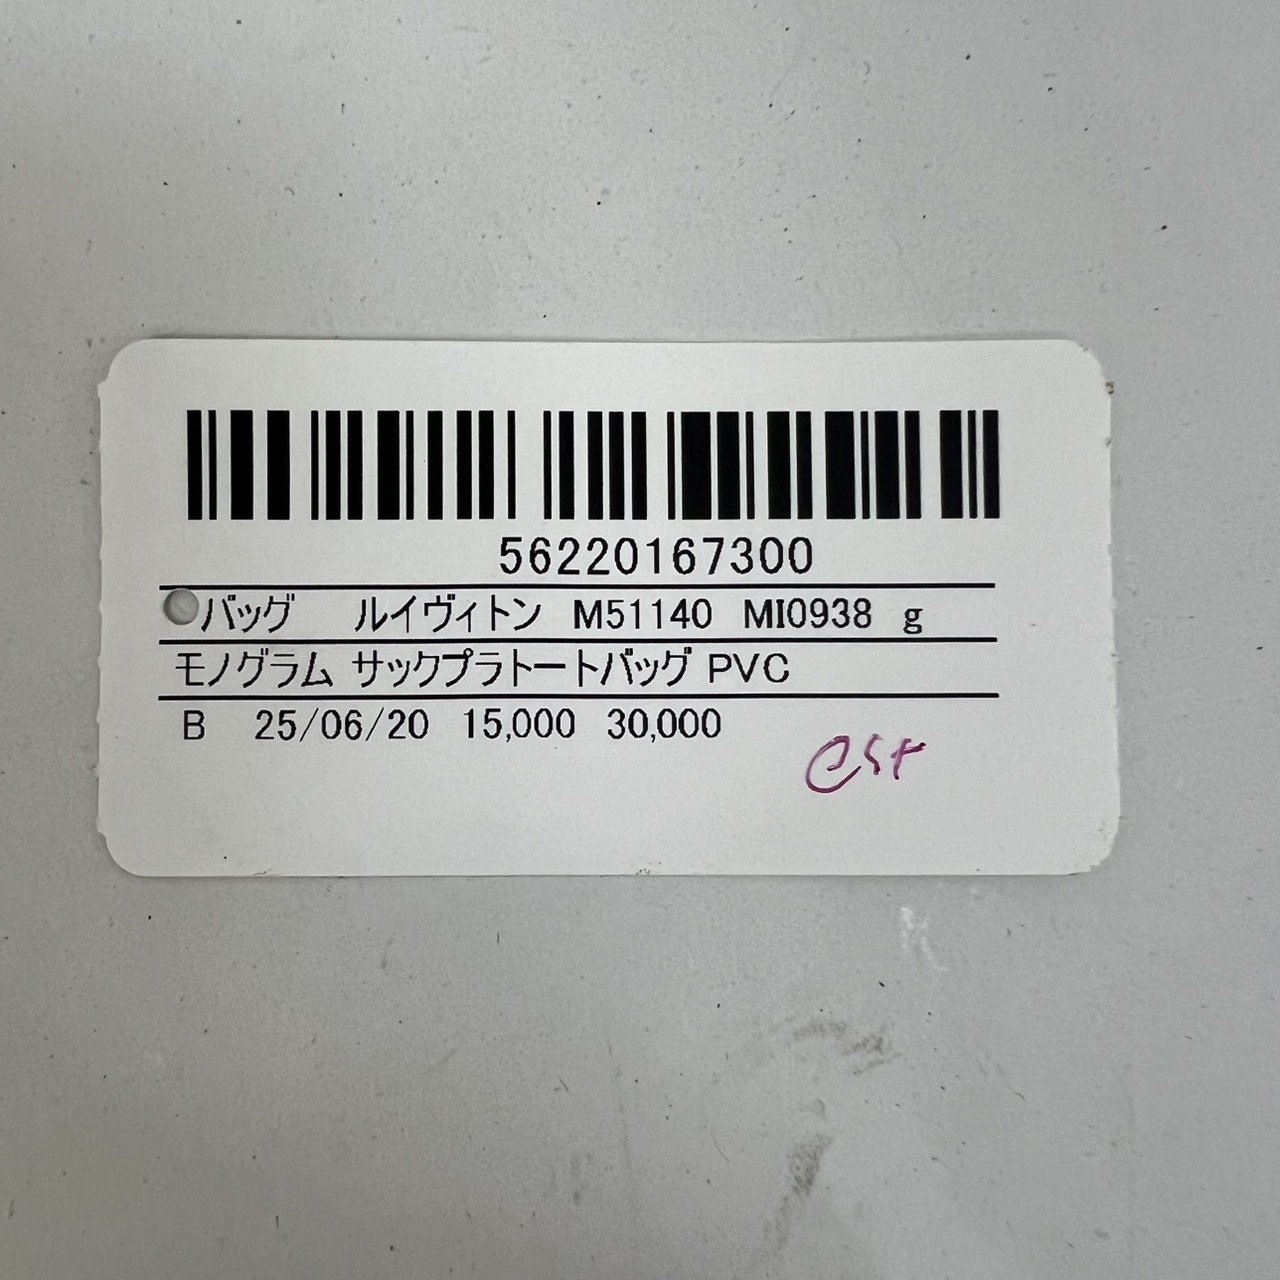 56220167300
バッグ ルイヴィトン M51140 MI0938 g
モノグラム サックプラトートバッグ PVC
B 25/06/20 15,000 30,000